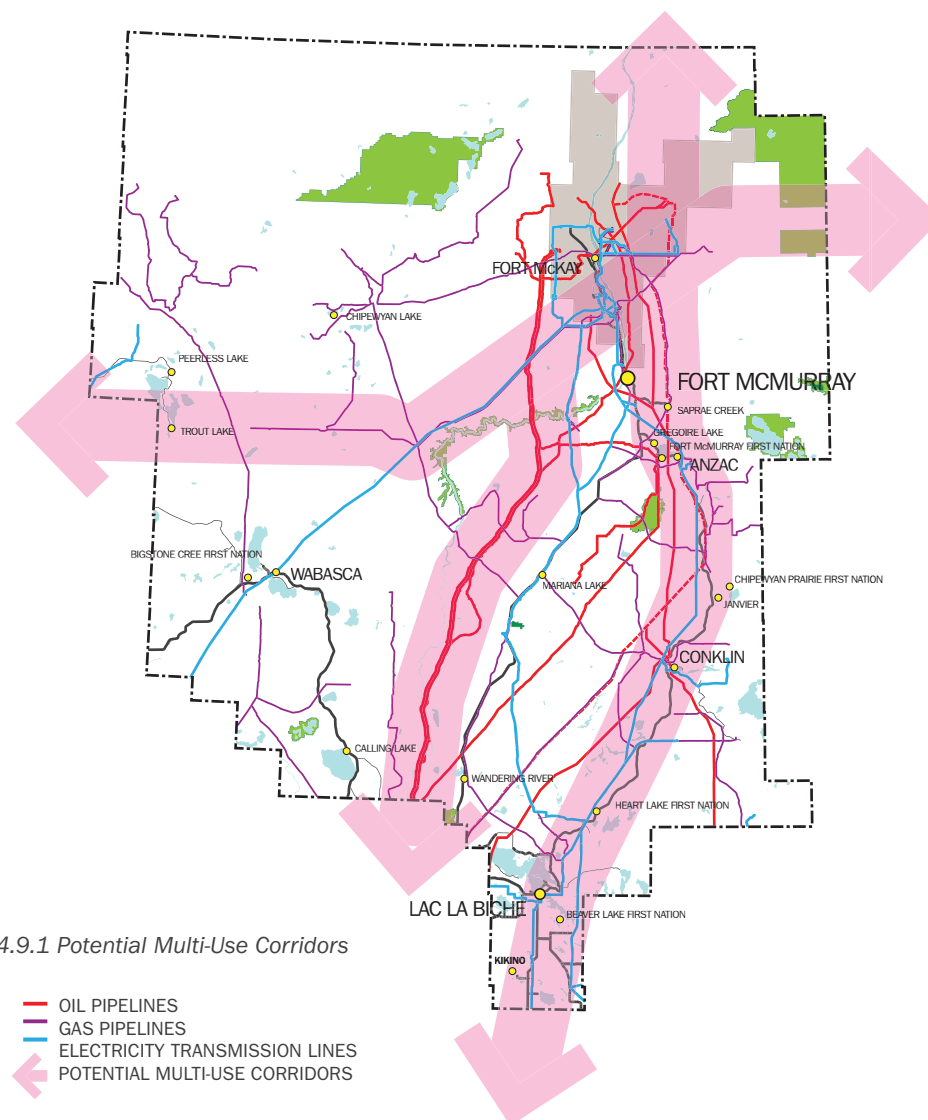 FORT McKAY
CHIPEWYAN LAKE
PEERLESS LAKE
FORT MCMURRAY
SAPRAE CREEK
TROUT LAKE
GREGOIRE LAKE
FORT McMURRAY FIRST NATION
ANZAC
BIGSTONE CREE FIRST NATION
WABASCA
MARIANA LAKE
CHIPEWYAN PRAIRIE FIRST NATION
JANVIER
CONKLIN
CALLING LAKE
WANDERING RIVER
HEART LAKE FIRST NATION
LAC LA BICHE
BEAVER LAKE FIRST NATION
4.9.1 Potential Multi-Use Corridors
KIKINO
OIL PIPELINES
GAS PIPELINES
ELECTRICITY TRANSMISSION LINES
POTENTIAL MULTI-USE CORRIDORS